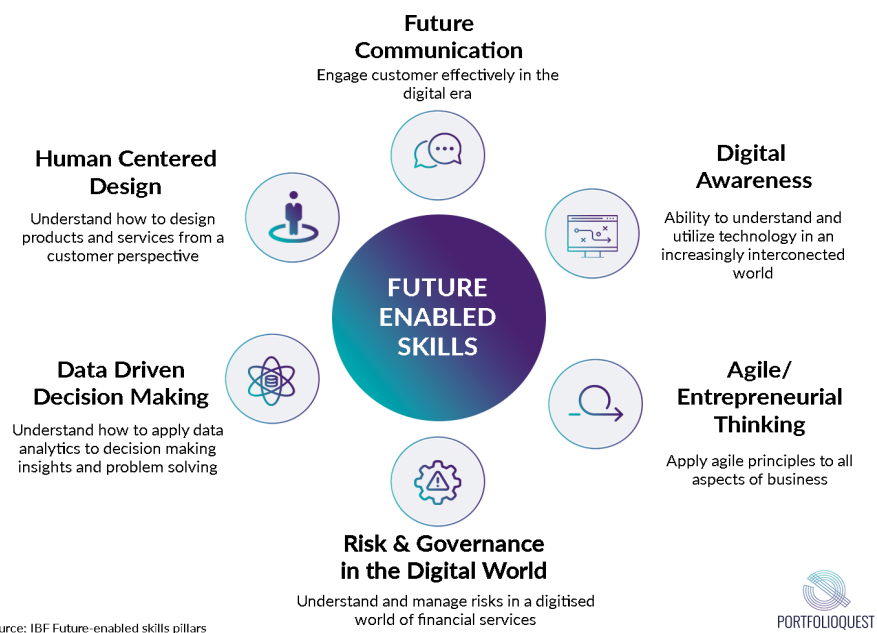 Future
Communication
Engage customer effectively in the
digital era
Human Centered
Design
Understand how to design
products and services from a
customer perspective
Digital
Awareness
Ability to understand and
utilize technology in an
increasingly interconnected
world
FUTURE
ENABLED
SKILLS
Data Driven
Decision Making
Understand how to apply data
analytics to decision making
insights and problem solving
Agile/
Entrepreneurial
Thinking
Apply agile principles to all
aspects of business
Risk & Governance
in the Digital World
Understand and manage risks in a digitised
world of financial services
urce: IBF Future-enabled skills pillars
PORTFOLIOQUEST